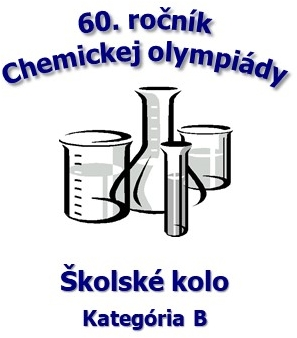 60. ročník
Chemickej olympiády
Školské kolo
Kategória B